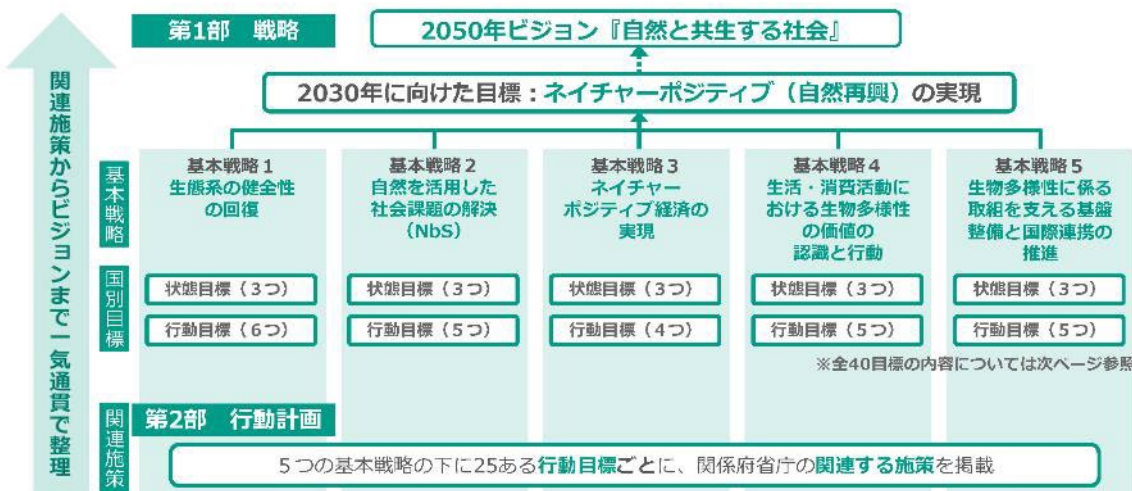 関連施策からビジョンまで一気通貫で整理
第1部 戦略
2050年ビジョン『自然と共生する社会』
2030年に向けた目標：ネイチャーポジティブ（自然再興）の実現
基本戦略
基本戦略１
生態系の健全性
の回復
基本戦略２
自然を活用した
社会課題の解決
（NbS）
基本戦略３
ネイチャー
ポジティブ経済の
実現
基本戦略４
生活・消費活動に
おける生物多様性
の価値の
認識と行動
基本戦略５
生物多様性に係る
取組を支える基盤
整備と国際連携の
推進
国別目標
状態目標（３つ）
状態目標（３つ）
状態目標（３つ）
状態目標（３つ）
状態目標（３つ）
行動目標（６つ）
行動目標（５つ）
行動目標（４つ）
行動目標（５つ）
行動目標（５つ）
※全40目標の内容については次ページ参照
関連施策
第2部 行動計画
５つの基本戦略の下に25ある行動目標ごとに、関係府省庁の関連する施策を掲載